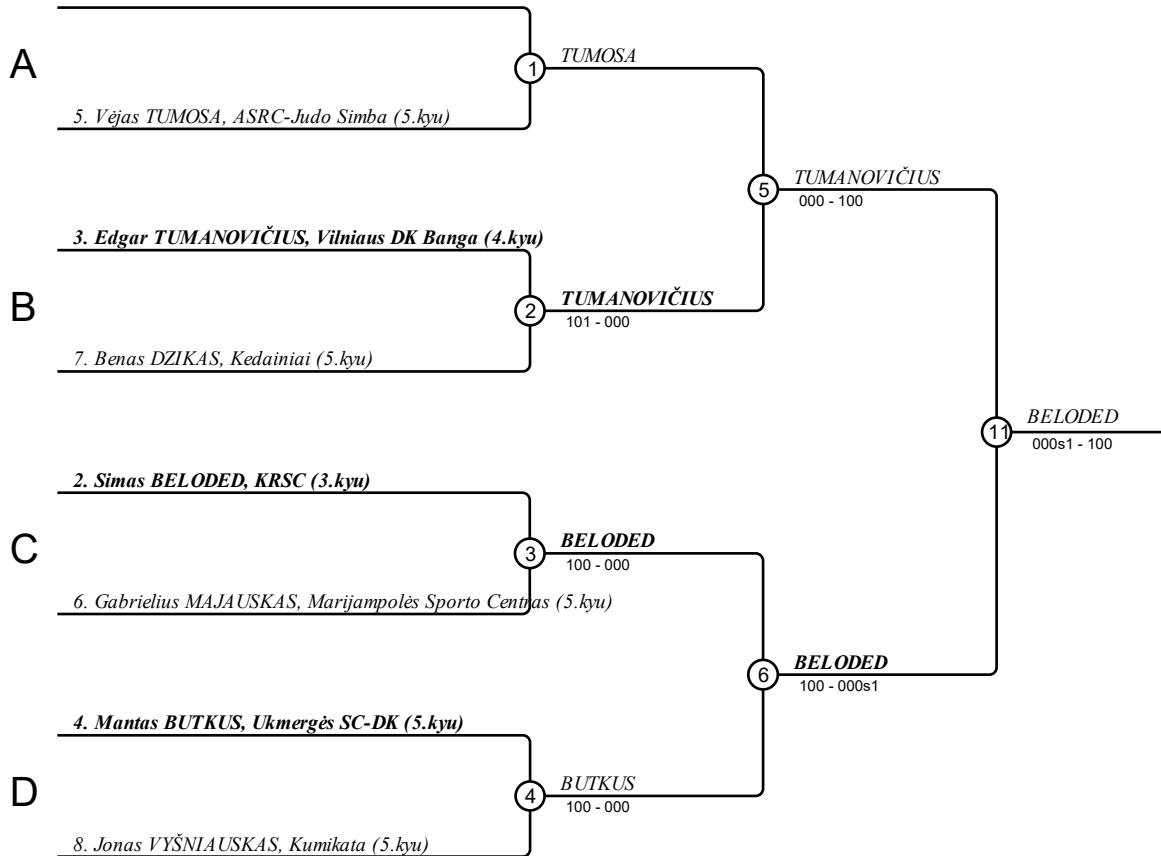 A
1
TUMOSA
5. Vėjas TUMOSA, ASRC-Judo Simba (5.kyu)
5
TUMANOVIČIUS
000 - 100
3. Edgar TUMANOVIČIUS, Vilniaus DK Banga (4.kyu)
B
2
TUMANOVIČIUS
101 - 000
7. Benas DZIKAS, Kedainiai (5.kyu)
11
BELODED
000s1 - 100
2. Simas BELODED, KRSC (3.kyu)
C
3
BELODED
100 - 000
6. Gabrielius MAJAUSKAS, Marijampolės Sporto Centras (5.kyu)
6
BELODED
100 - 000s1
4. Mantas BUTKUS, Ukmergės SC-DK (5.kyu)
D
4
BUTKUS
100 - 000
8. Jonas VYŠNIAUSKAS, Kumikata (5.kyu)